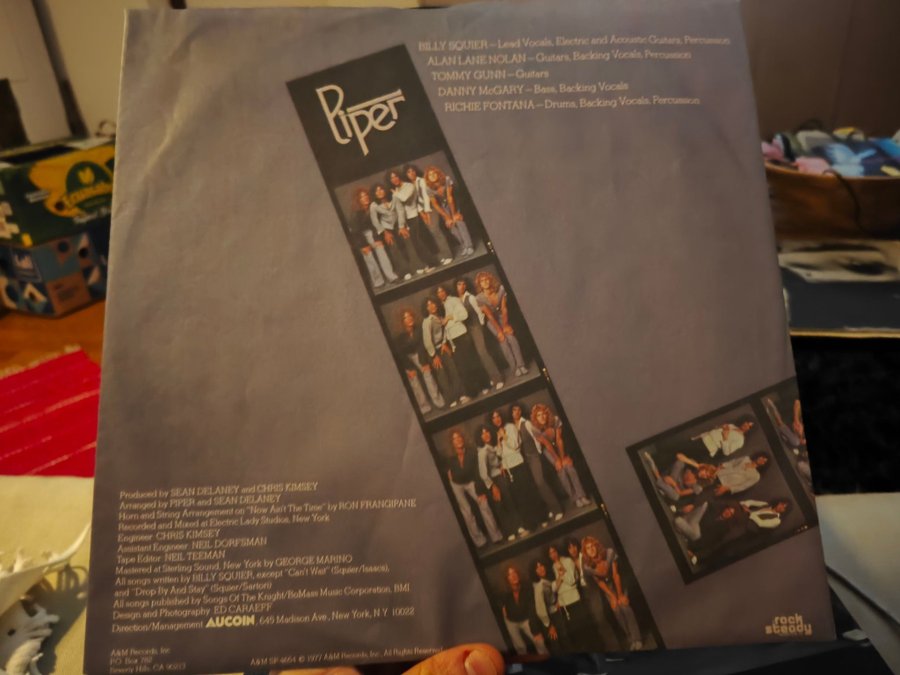 Piper
BILLY SQUIER – Lead Vocals, Electric and Acoustic Guitars, Percussion
ALAN LANE NOLAN – Guitars, Backing Vocals, Percussion
TOMMY GUNN – Guitars
DANNY McGARY – Bass, Backing Vocals
RICHIE FONTANA – Drums, Backing Vocals, Percussion
Produced by SEAN DELANEY and CHRIS KIMSEY
Arranged by PIPER and SEAN DELANEY
Horn and String Arrangement on "Now Ain't The Time" by RON FRANGIPANE
Recorded and Mixed at Electric Lady Studios, New York
Engineer: CHRIS KIMSEY
Assistant Engineer: NEIL DORFSMAN
Tape Editor: NEIL TEEMAN
Mastered at Sterling Sound, New York by GEORGE MARINO
All songs written by BILLY SQUIER, except "Can't Wait" (Squier/Isaacs),
and "Drop By And Stay" (Squier/Sarton)
All songs published by Songs Of The Knight/BoMass Music Corporation, BMI
Design and Photography: ED CARAEFF
Direction/Management AUCOIN, 645 Madison Ave., New York, N.Y. 10022
A&M Records, Inc.
P.O. Box 782
Beverly Hills, CA 90213
A&M SP 4654 © 1977 A&M Records, Inc., All Rights Reserved
rock
steady